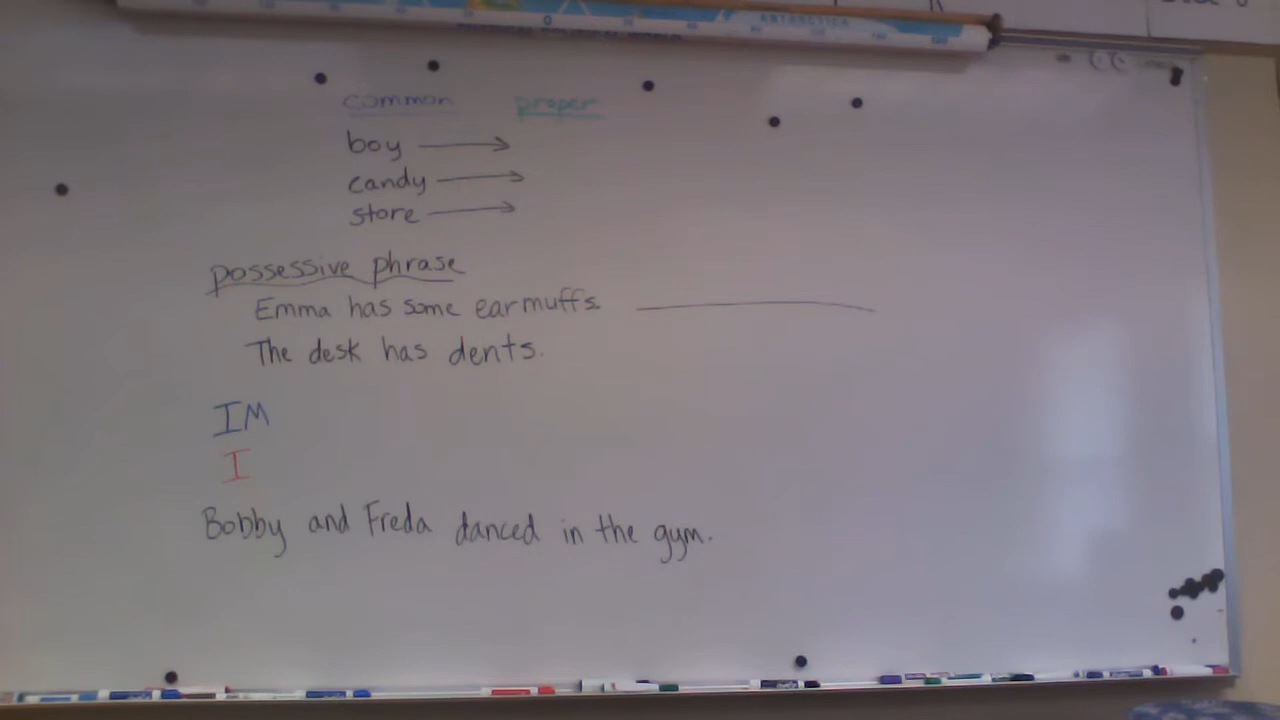 ANTARCTICA
common proper
boy →
candy →
store →
possessive phrase
Emma has some earmuffs.
The desk has dents.
IM
I
Bobby and Freda danced in the gym.